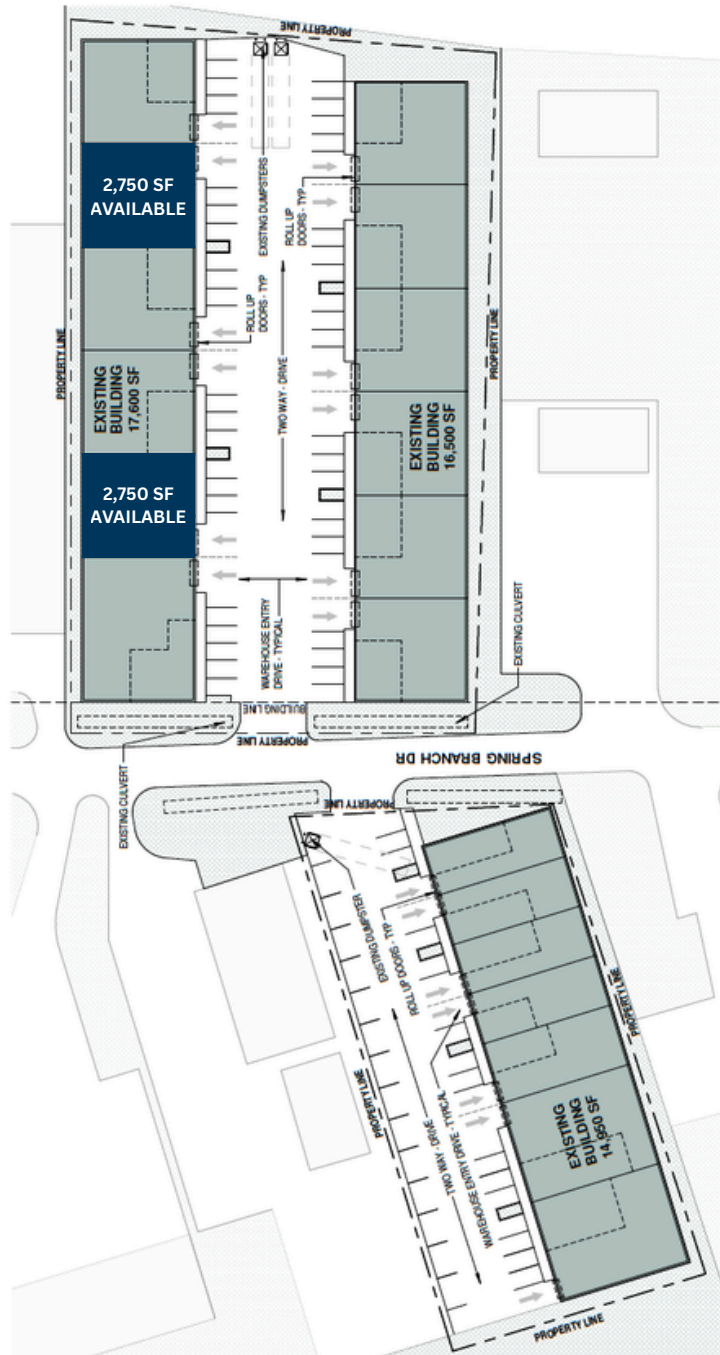 PROPERTY LINE
2,750 SF
AVAILABLE
EXISTING DUMPSTERS
ROLL UP
DOORS - TYP
ROLL UP
DOORS - TYP
PROPERTY LINE
TWO WAY - DRIVE
PROPERTY LINE
EXISTING
BUILDING
17,600 SF
EXISTING
BUILDING
16,500 SF
2,750 SF
AVAILABLE
WAREHOUSE ENTRY
DRIVE - TYPICAL
EXISTING CULVERT
BUILDING LINE
PROPERTY LINE
SPRING BRANCH DR
EXISTING CULVERT
PROPERTY LINE
EXISTING DUMPSTER
ROLL UP DOORS - TYP
PROPERTY LINE
PROPERTY LINE
TWO WAY - DRIVE
WAREHOUSE ENTRY DRIVE - TYPICAL
EXISTING
BUILDING
14,950 SF
PROPERTY LINE